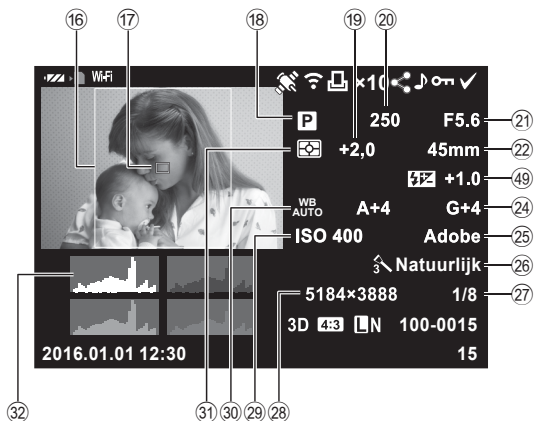 ⑯ ⑰ ⑱ ⑲ ⑳
Wi-Fi ×10
P 250 F5.6 ㉑
+2,0 45mm ㉒
+1.0 ㊾
WB AUTO A+4 G+4 ㉔
ISO 400 Adobe ㉕
3 Natuurlijk ㉖
5184×3888 1/8 ㉗
3D 4:3 LN 100-0015
2016.01.01 12:30 15
㉜ ㉛ ㉚ ㉙ ㉘